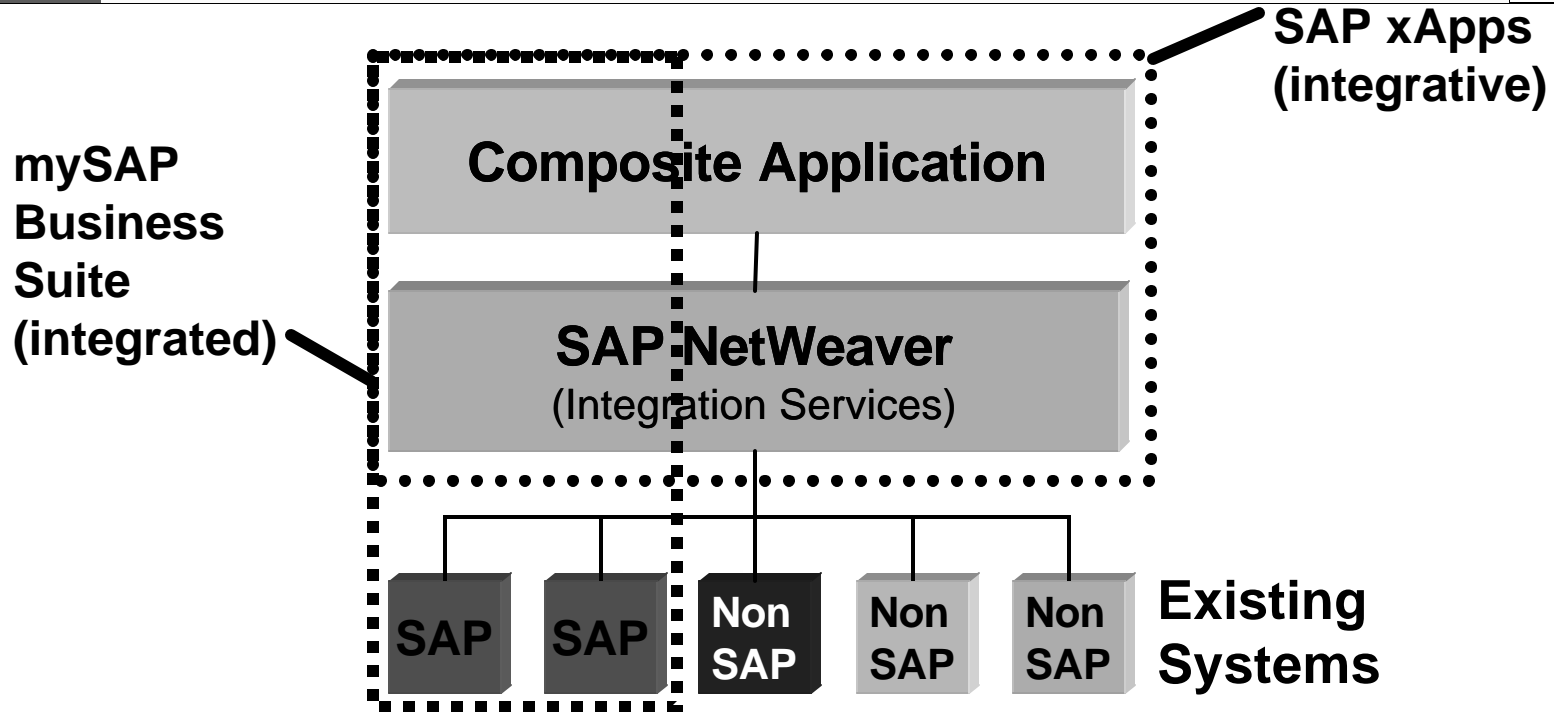 SAP xApps
(integrative)
mySAP
Business
Suite
(integrated)
Composite Application
SAP NetWeaver
(Integration Services)
SAP
SAP
Non
SAP
Non
SAP
Non
SAP
Existing
Systems